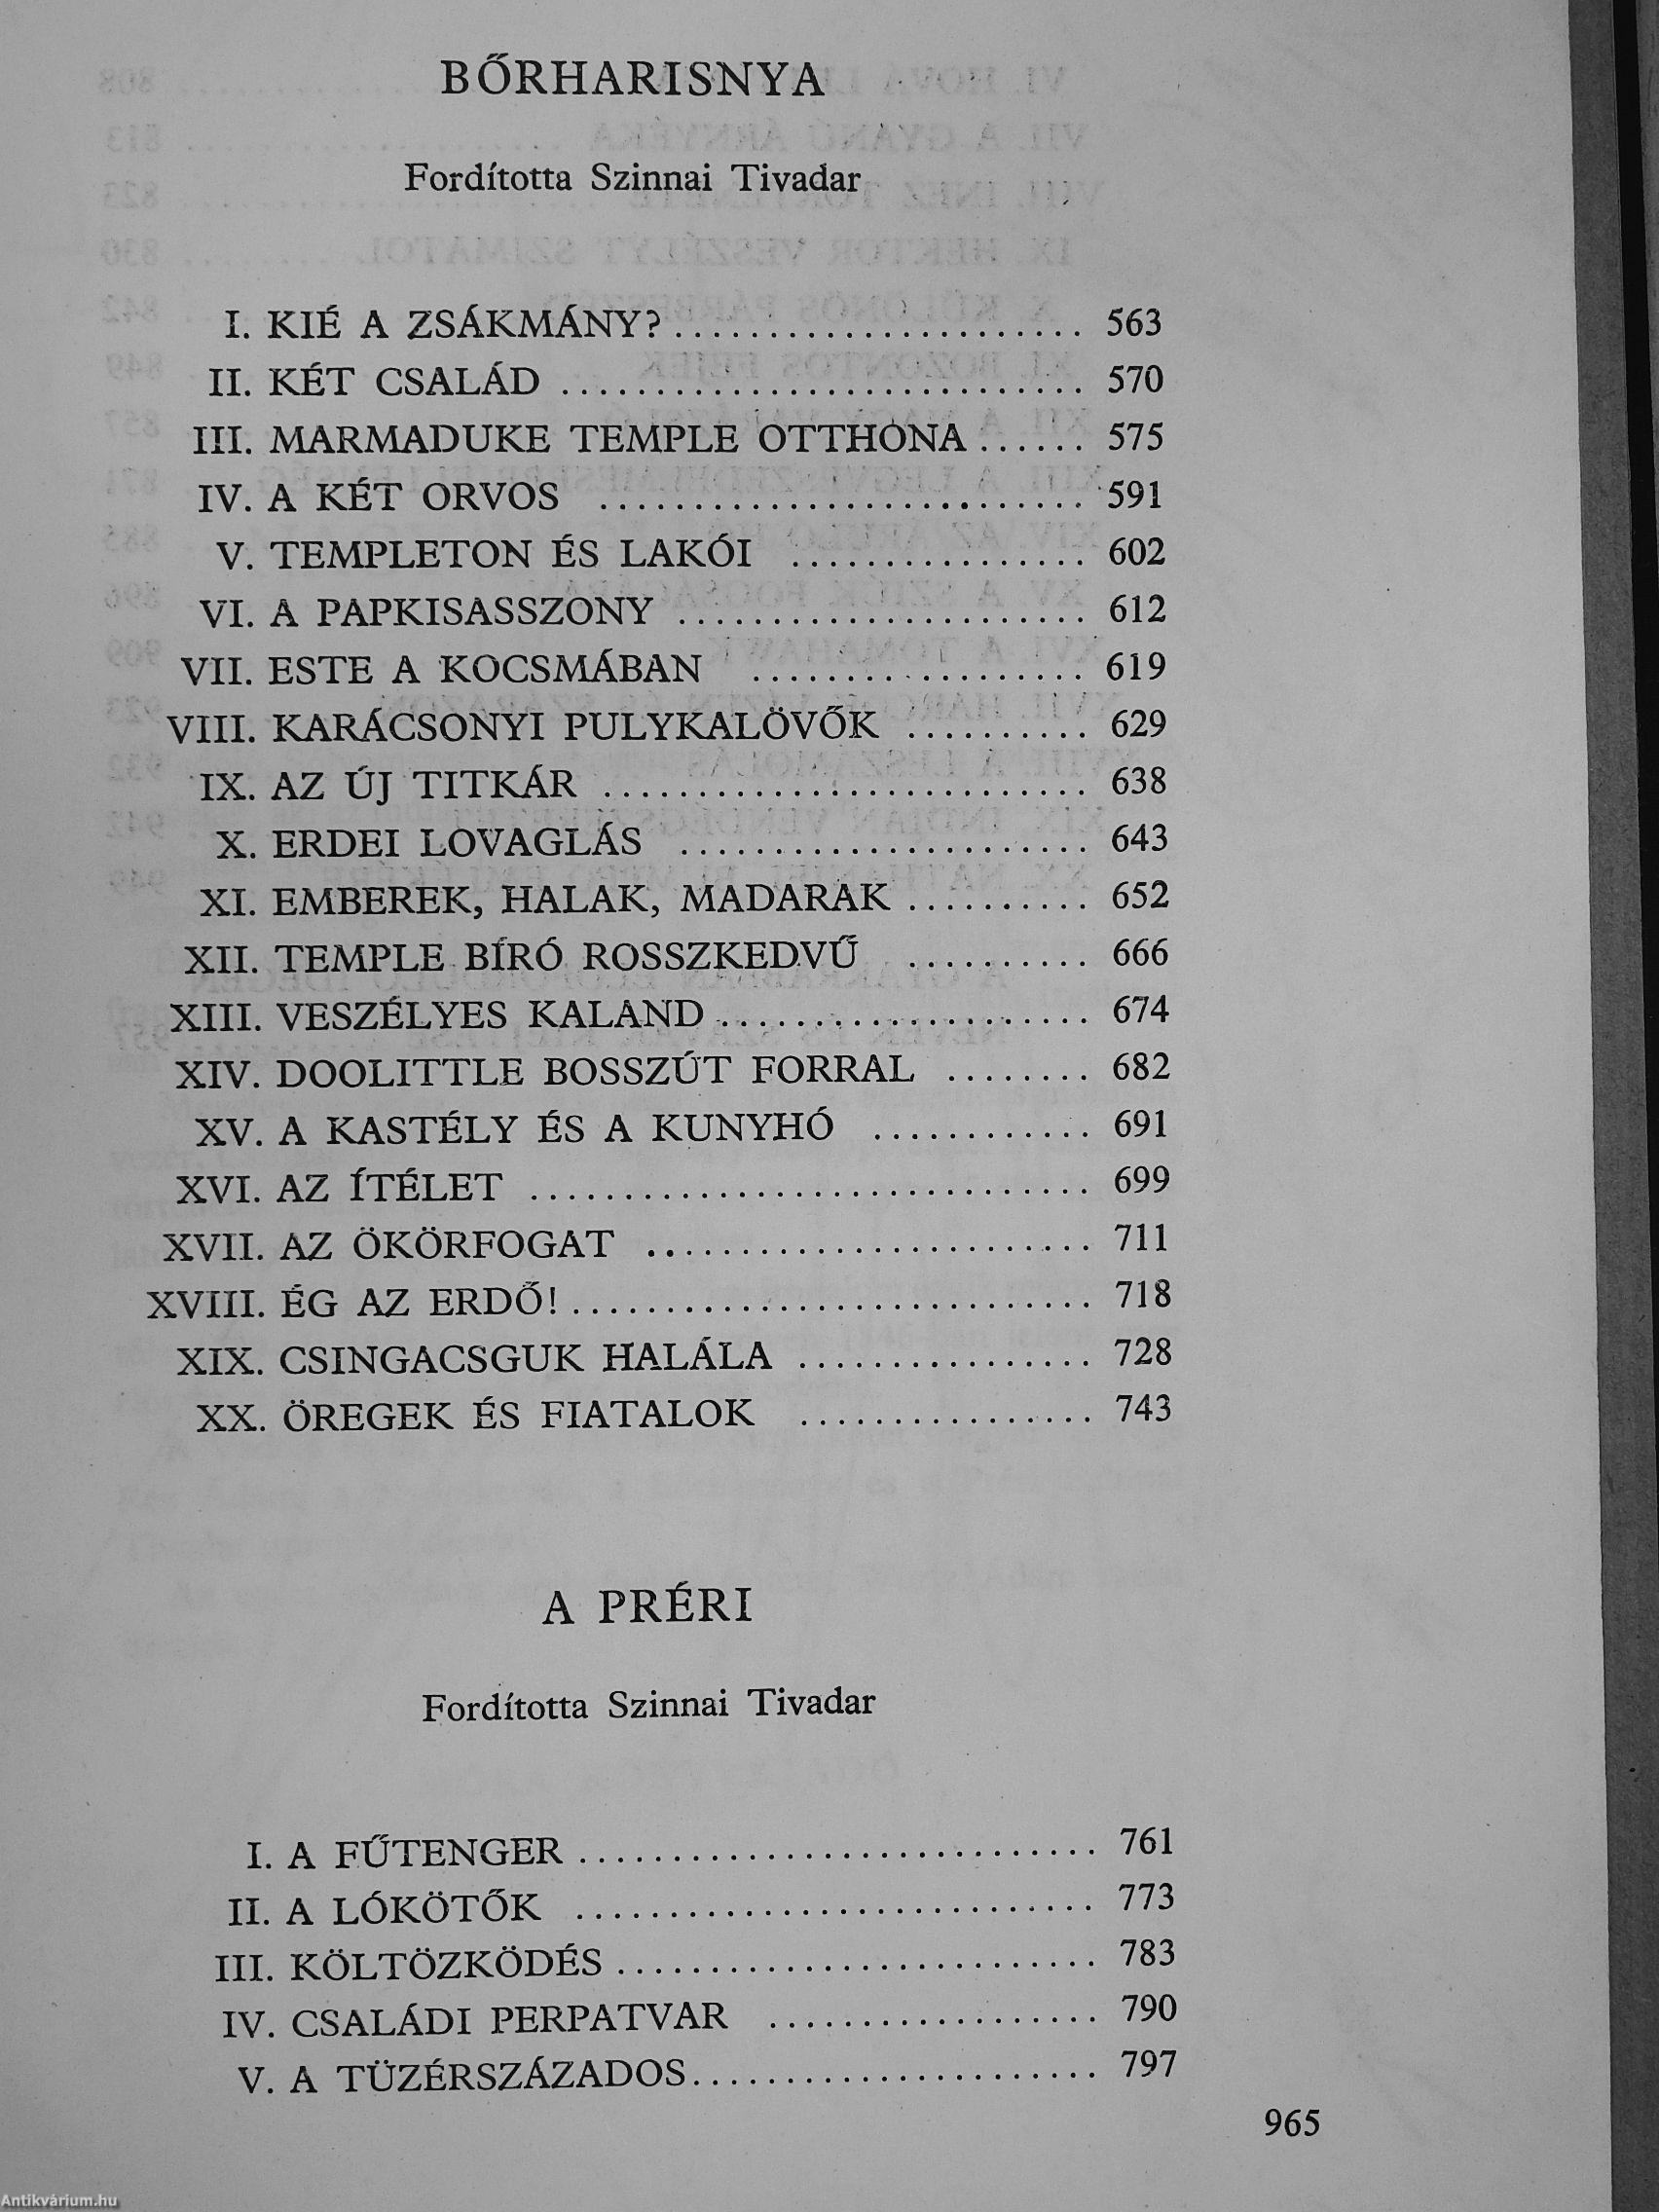 BŐRHARISNYA
Fordította Szinnai Tivadar
I. KIÉ A ZSÁKMÁNY? ........................ 563
II. KÉT CSALÁD ............................ 570
III. MARMADUKE TEMPLE OTTHONA ...... 575
IV. A KÉT ORVOS .......................... 591
V. TEMPLETON ÉS LAKÓI ................ 602
VI. A PAPKISASSZONY ...................... 612
VII. ESTE A KOCSMÁBAN .................. 619
VIII. KARÁCSONYI PULYKALÖVŐK .......... 629
IX. AZ ÚJ TITKÁR .......................... 638
X. ERDEI LOVAGLÁS ...................... 643
XI. EMBEREK, HALAK, MADARAK .......... 652
XII. TEMPLE BÍRÓ ROSSZKEDVŰ .......... 666
XIII. VESZÉLYES KALAND .................... 674
XIV. DOOLITTLE BOSSZÚT FORRAL ........ 682
XV. A KASTÉLY ÉS A KUNYHÓ ............ 691
XVI. AZ ÍTÉLET .............................. 699
XVII. AZ ÖKÖRFOGAT ........................ 711
XVIII. ÉG AZ ERDŐ! ............................ 718
XIX. CSINGACSGUK HALÁLA ................ 728
XX. ÖREGEK ÉS FIATALOK ................ 743
A PRÉRI
Fordította Szinnai Tivadar
I. A FŰTENGER ............................ 761
II. A LÓKÖTŐK ............................ 773
III. KÖLTÖZKÖDÉS .......................... 783
IV. CSALÁDI PERPATVAR .................. 790
V. A TÜZÉRSZÁZADOS ...................... 797
965
Antikvárium.hu